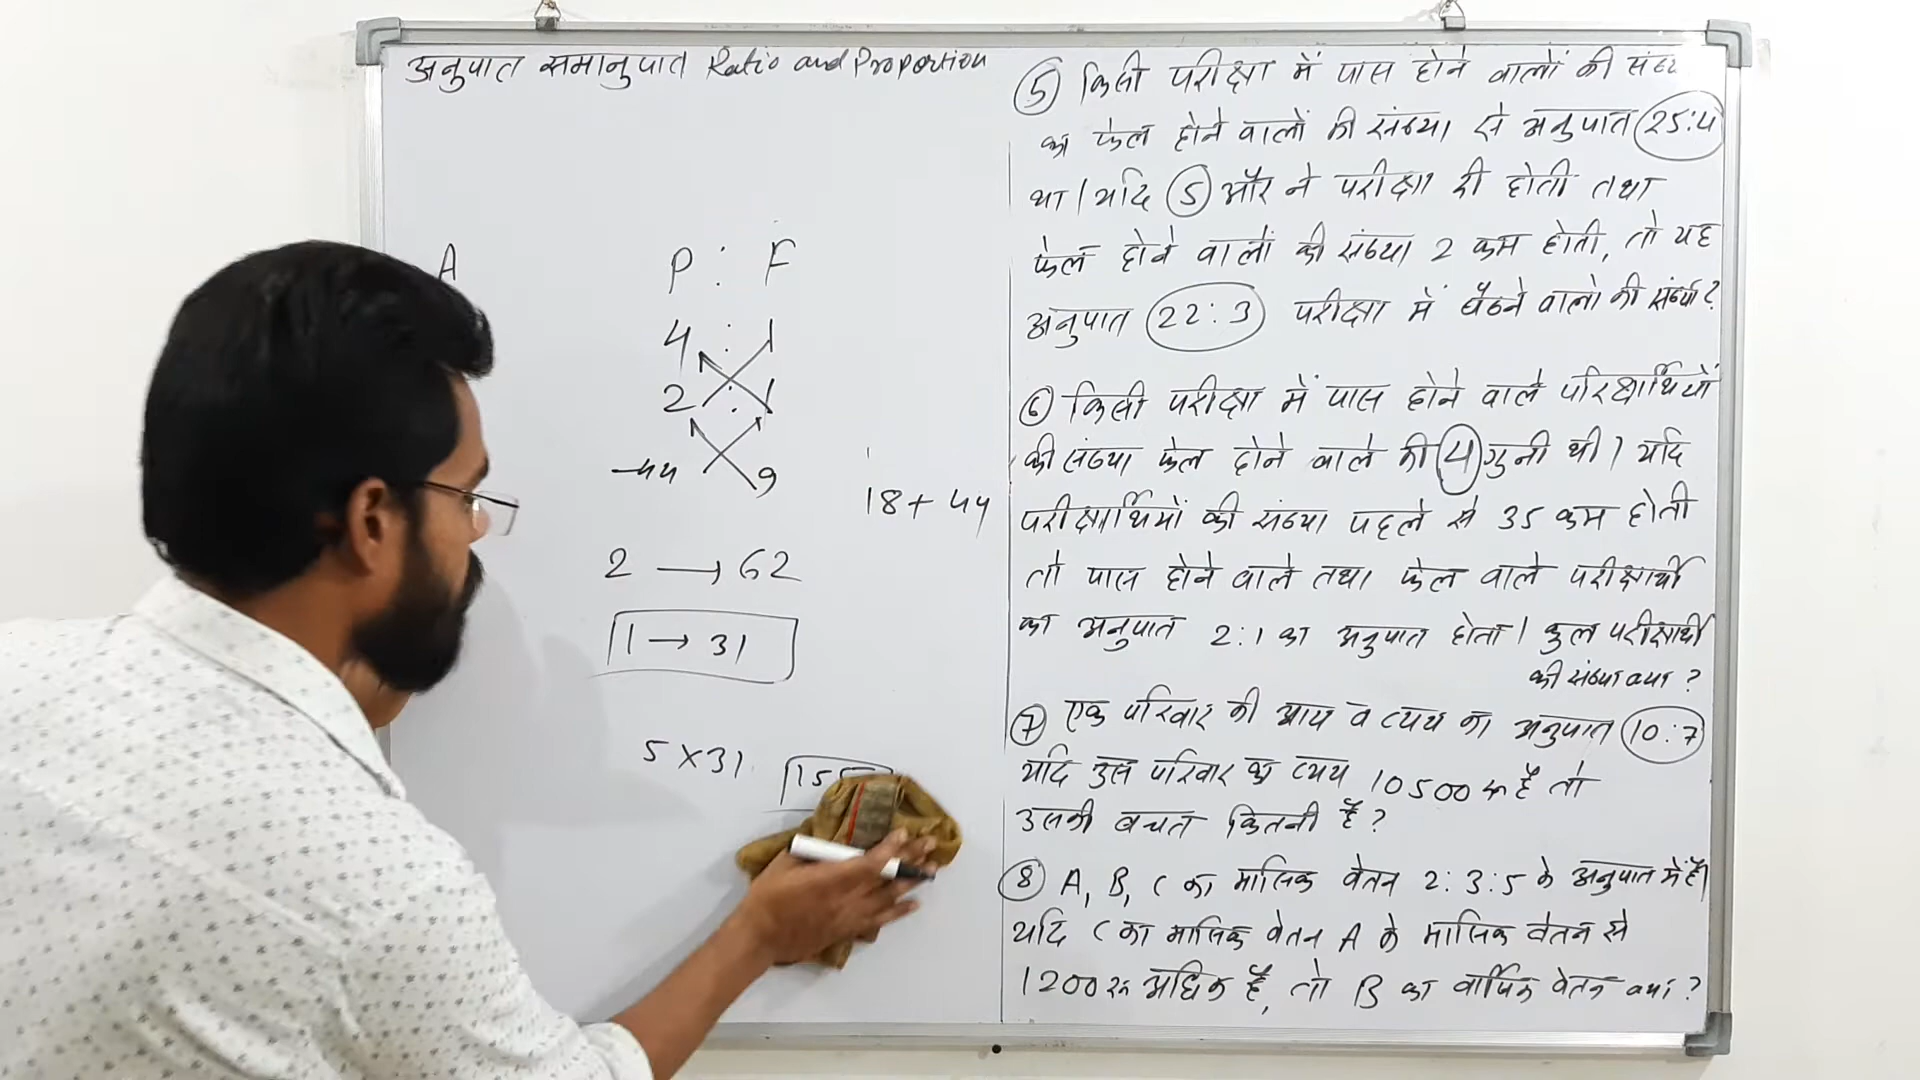 अनुपात समानुपात Ratio and Proportion
A
P : F
4 : 1
2 : 1
-44 9
18 + 44
2 → 62
1 → 31
5 × 31
155
⑤ किसी परीक्षा में पास होने वालों की संख्या
का फेल होने वालों की संख्या से अनुपात 25:4
था। यदि 5 और ने परीक्षा दी होती तथा
फेल होने वालों की संख्या 2 कम होती, तो यह
अनुपात 22:3 परीक्षा में बैठने वालो की संख्या?
⑥ किसी परीक्षा में पास होने वाले परिक्षार्थियों
की संख्या फेल होने वाले की 4 गुनी थी। यदि
परीक्षार्थियों की संख्या पहले से 35 कम होती
तो पास होने वाले तथा फेल वाले परीक्षार्थी
का अनुपात 2:1 का अनुपात होता। कुल परीक्षार्थी
की संख्या क्या ?
⑦ एक परिवार की आय व व्यय का अनुपात 10:7
यदि उस परिवार का व्यय 10500 रू है तो
उसकी बचत कितनी है ?
⑧ A, B, C का मासिक वेतन 2:3:5 के अनुपात में है।
यदि C का मासिक वेतन A के मासिक वेतन से
1200 रू अधिक है, तो B का वार्षिक वेतन क्या ?